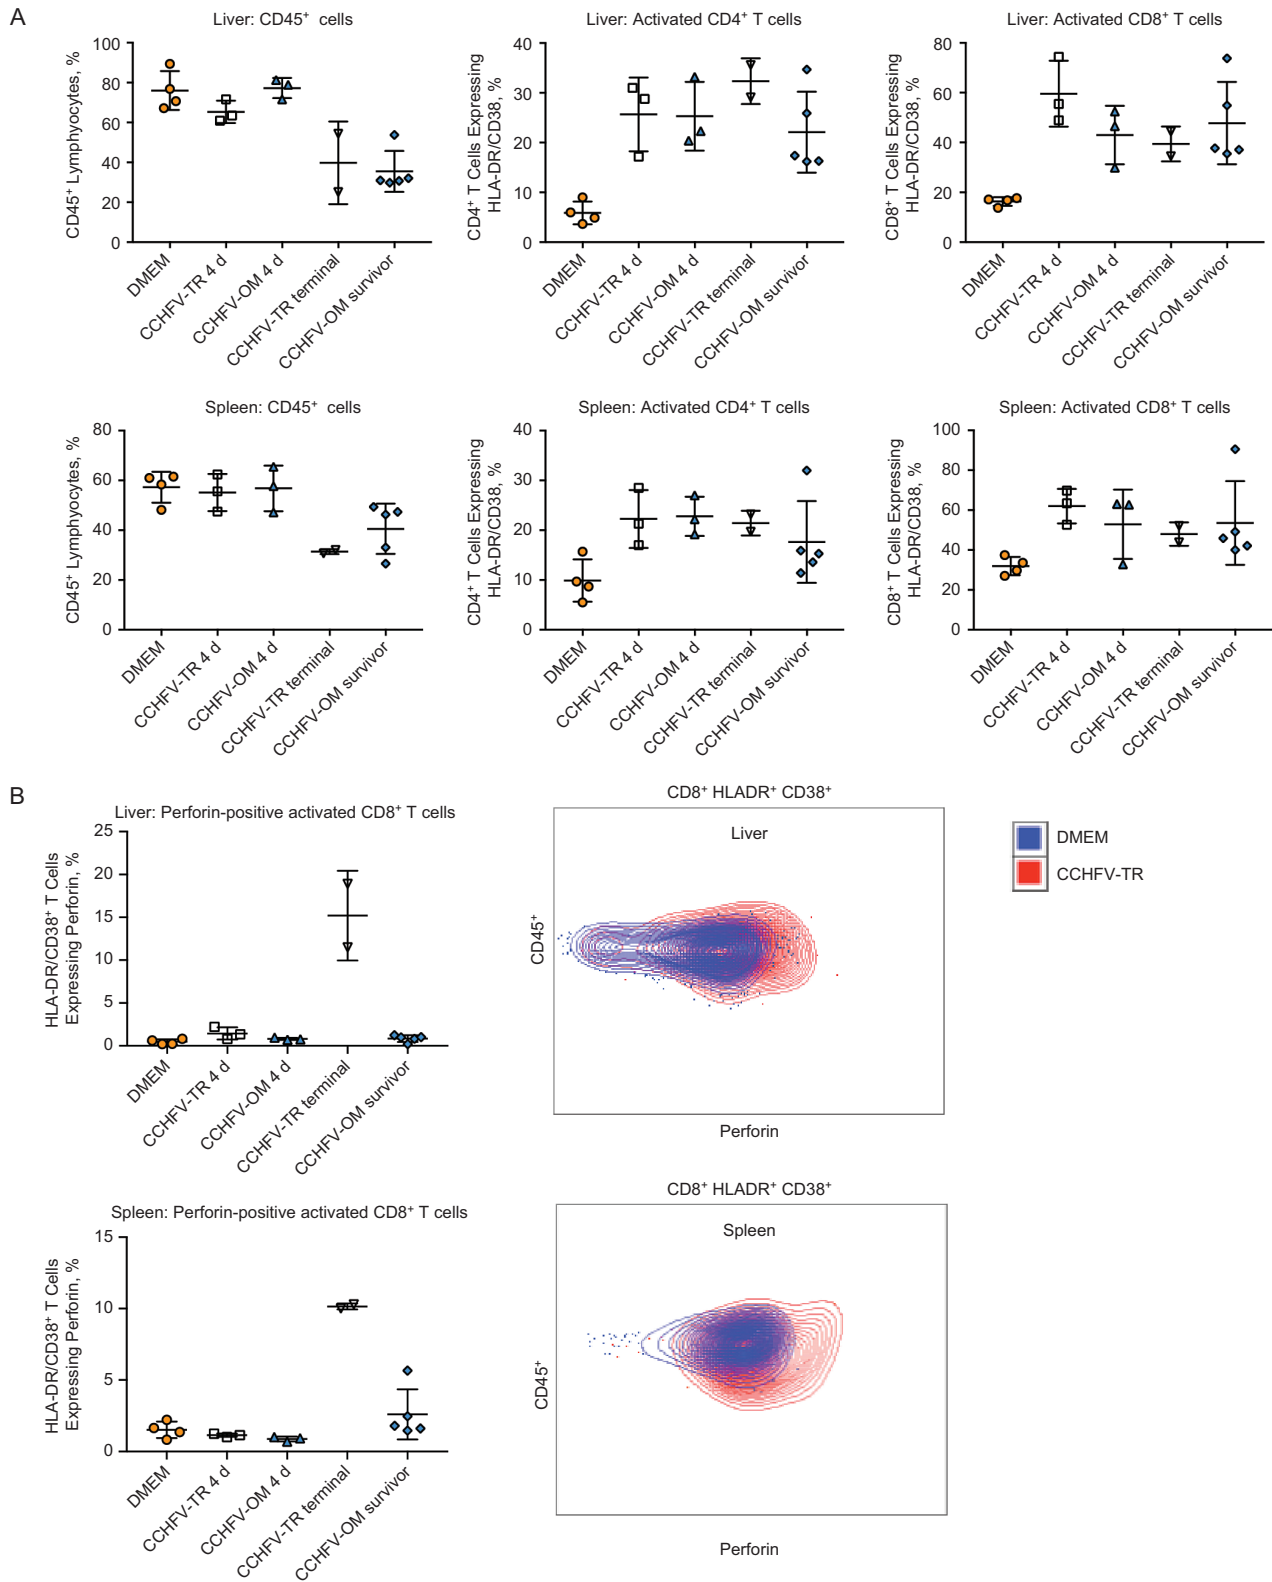 A
Liver: CD45+ cells
CD45+ Lymphyocytes, %
100
80
60
40
20
0
DMEM
CCHFV-TR 4 d
CCHFV-OM 4 d
CCHFV-TR terminal
CCHFV-OM survivor
Liver: Activated CD4+ T cells
CD4+ T Cells Expressing
HLA-DR/CD38, %
40
30
20
10
0
DMEM
CCHFV-TR 4 d
CCHFV-OM 4 d
CCHFV-TR terminal
CCHFV-OM survivor
Liver: Activated CD8+ T cells
CD8+ T Cells Expressing
HLA-DR/CD38, %
80
60
40
20
0
DMEM
CCHFV-TR 4 d
CCHFV-OM 4 d
CCHFV-TR terminal
CCHFV-OM survivor
Spleen: CD45+ cells
CD45+ Lymphyocytes, %
80
60
40
20
0
DMEM
CCHFV-TR 4 d
CCHFV-OM 4 d
CCHFV-TR terminal
CCHFV-OM survivor
Spleen: Activated CD4+ T cells
CD4+ T Cells Expressing
HLA-DR/CD38, %
40
30
20
10
0
DMEM
CCHFV-TR 4 d
CCHFV-OM 4 d
CCHFV-TR terminal
CCHFV-OM survivor
Spleen: Activated CD8+ T cells
CD8+ T Cells Expressing
HLA-DR/CD38, %
100
80
60
40
20
0
DMEM
CCHFV-TR 4 d
CCHFV-OM 4 d
CCHFV-TR terminal
CCHFV-OM survivor
B
Liver: Perforin-positive activated CD8+ T cells
HLA-DR/CD38+ T Cells
Expressing Perforin, %
25
20
15
10
5
0
DMEM
CCHFV-TR 4 d
CCHFV-OM 4 d
CCHFV-TR terminal
CCHFV-OM survivor
CD8+ HLADR+ CD38+
Liver
CD45+
Perforin
DMEM
CCHFV-TR
Spleen: Perforin-positive activated CD8+ T cells
HLA-DR/CD38+ T Cells
Expressing Perforin, %
15
10
5
0
DMEM
CCHFV-TR 4 d
CCHFV-OM 4 d
CCHFV-TR terminal
CCHFV-OM survivor
CD8+ HLADR+ CD38+
Spleen
CD45+
Perforin